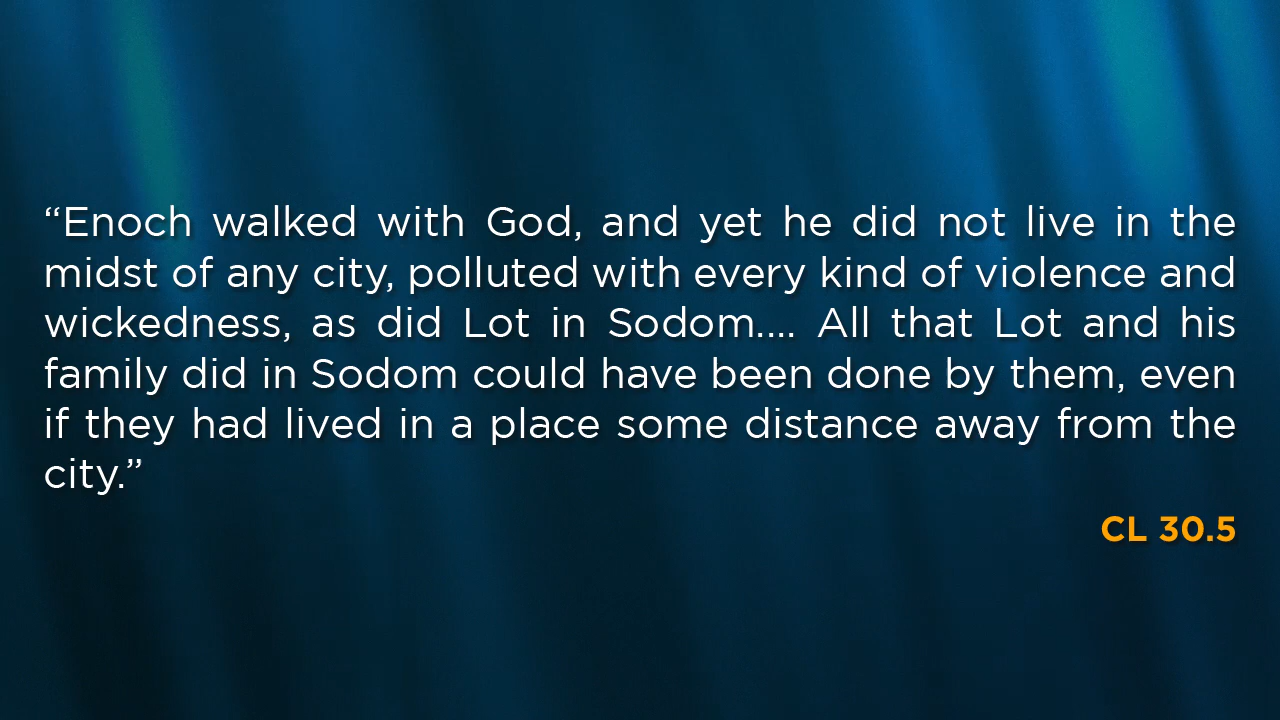 “Enoch walked with God, and yet he did not live in the
midst of any city, polluted with every kind of violence and
wickedness, as did Lot in Sodom.... All that Lot and his
family did in Sodom could have been done by them, even
if they had lived in a place some distance away from the
city.”
CL 30.5